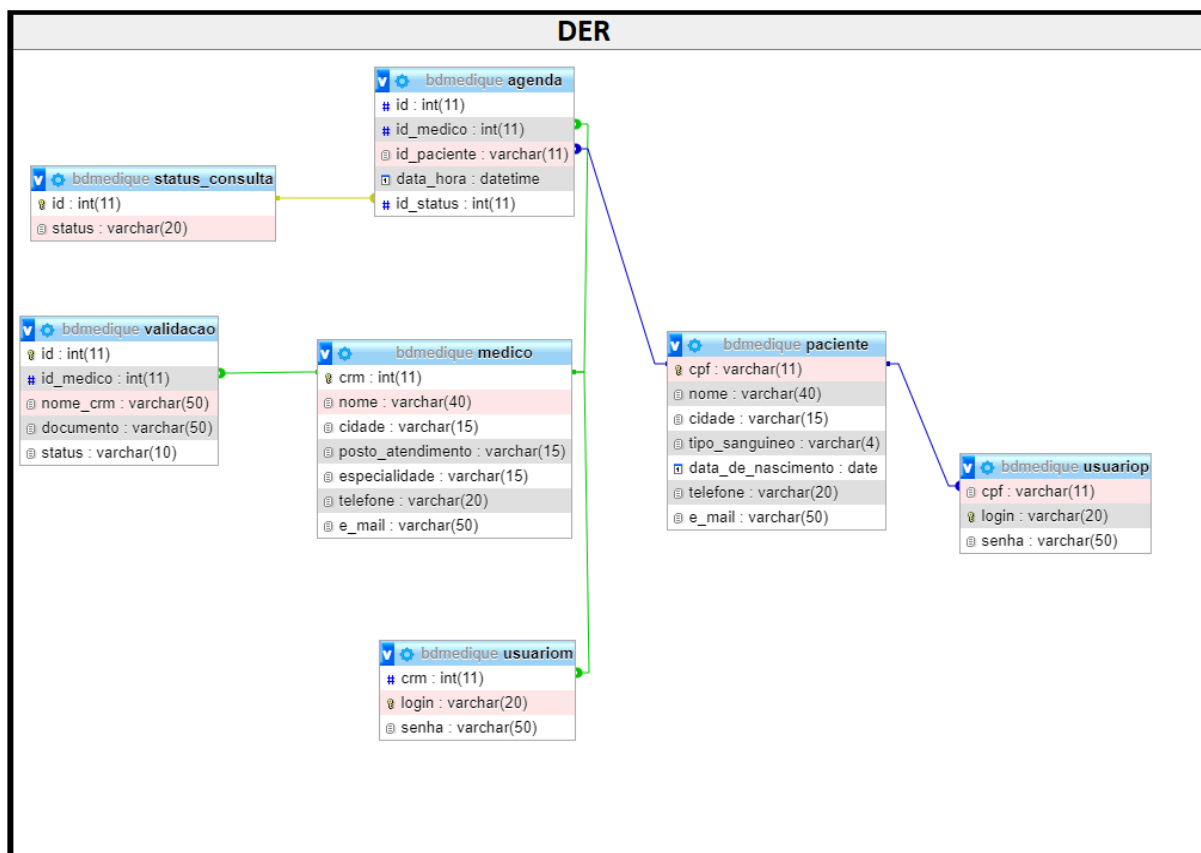 DER
bdmedique agenda
id : int(11)
id_medico : int(11)
id_paciente : varchar(11)
data_hora : datetime
id_status : int(11)
bdmedique status_consulta
id : int(11)
status : varchar(20)
bdmedique validacao
id : int(11)
id_medico : int(11)
nome_crm : varchar(50)
documento : varchar(50)
status : varchar(10)
bdmedique medico
crm : int(11)
nome : varchar(40)
cidade : varchar(15)
posto_atendimento : varchar(15)
especialidade : varchar(15)
telefone : varchar(20)
e_mail : varchar(50)
bdmedique paciente
cpf : varchar(11)
nome : varchar(40)
cidade : varchar(15)
tipo_sanguineo : varchar(4)
data_de_nascimento : date
telefone : varchar(20)
e_mail : varchar(50)
bdmedique usuariop
cpf : varchar(11)
login : varchar(20)
senha : varchar(50)
bdmedique usuariom
crm : int(11)
login : varchar(20)
senha : varchar(50)